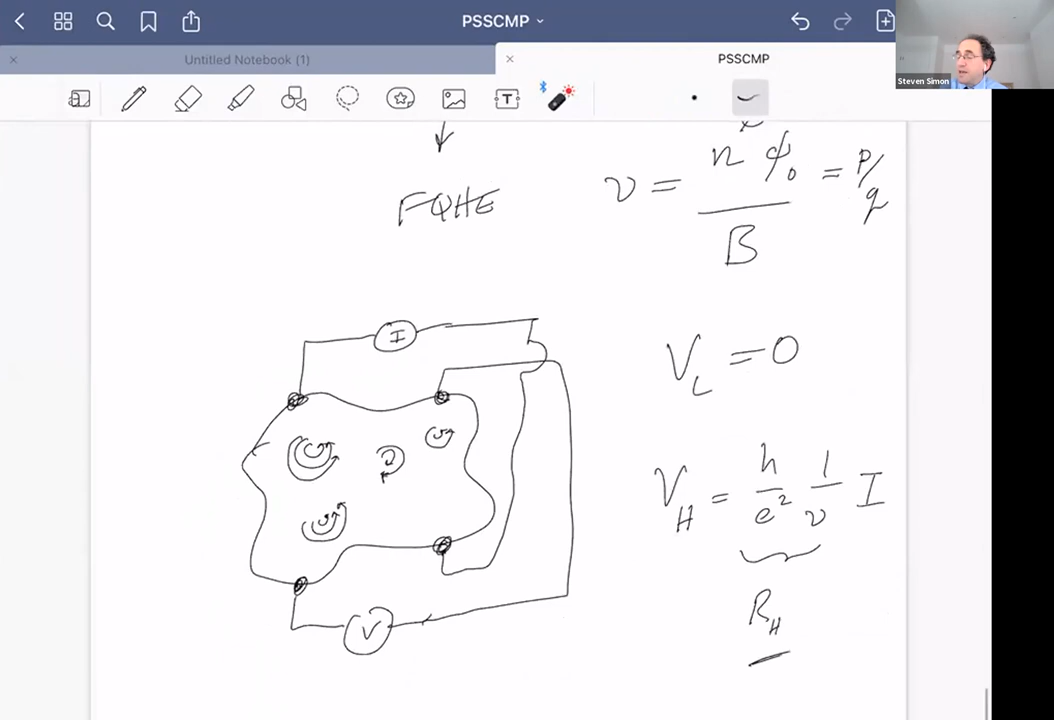 PSSCMP
Untitled Notebook (1)
PSSCMP
Steven Simon
T
FQHE
ν = n ϕ₀ / B = p/q
I
V_L = 0
V_H = h/e² 1/ν I
R_H
V